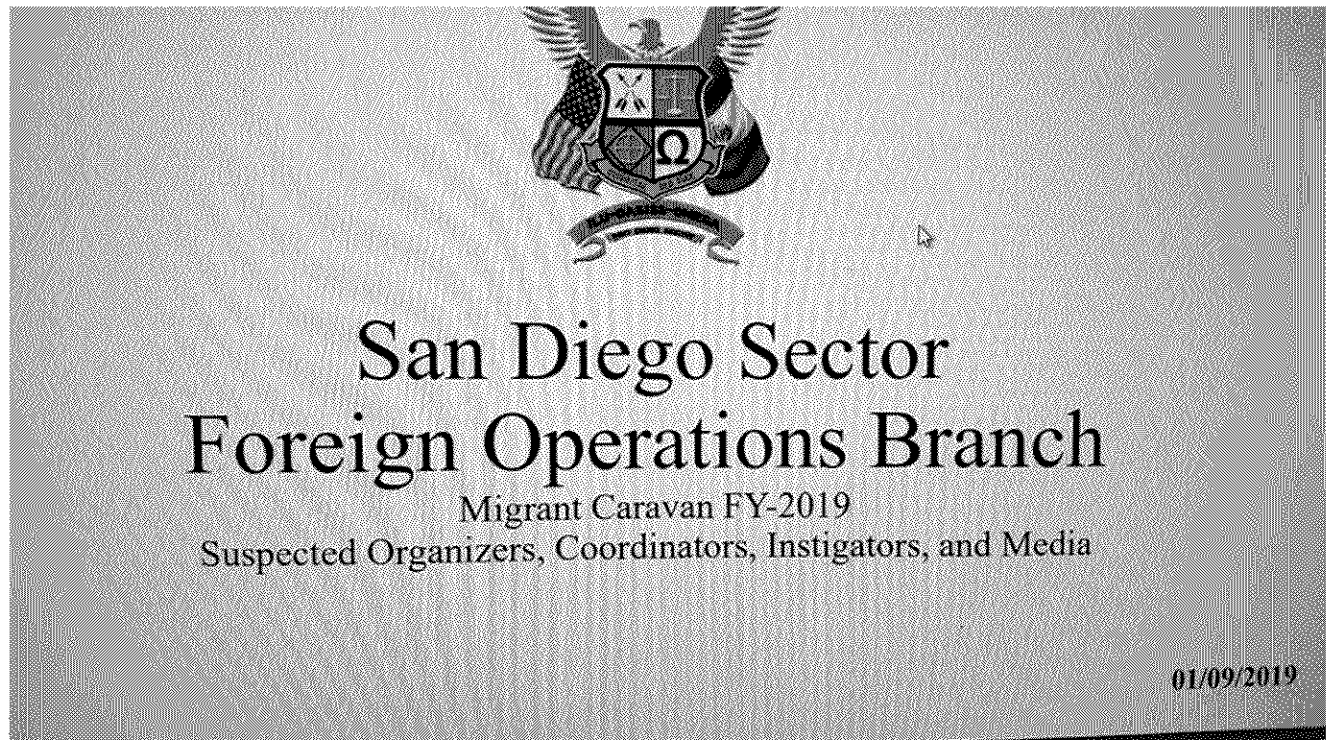 San Diego Sector
Foreign Operations Branch
Migrant Caravan FY-2019
Suspected Organizers, Coordinators, Instigators, and Media
01/09/2019